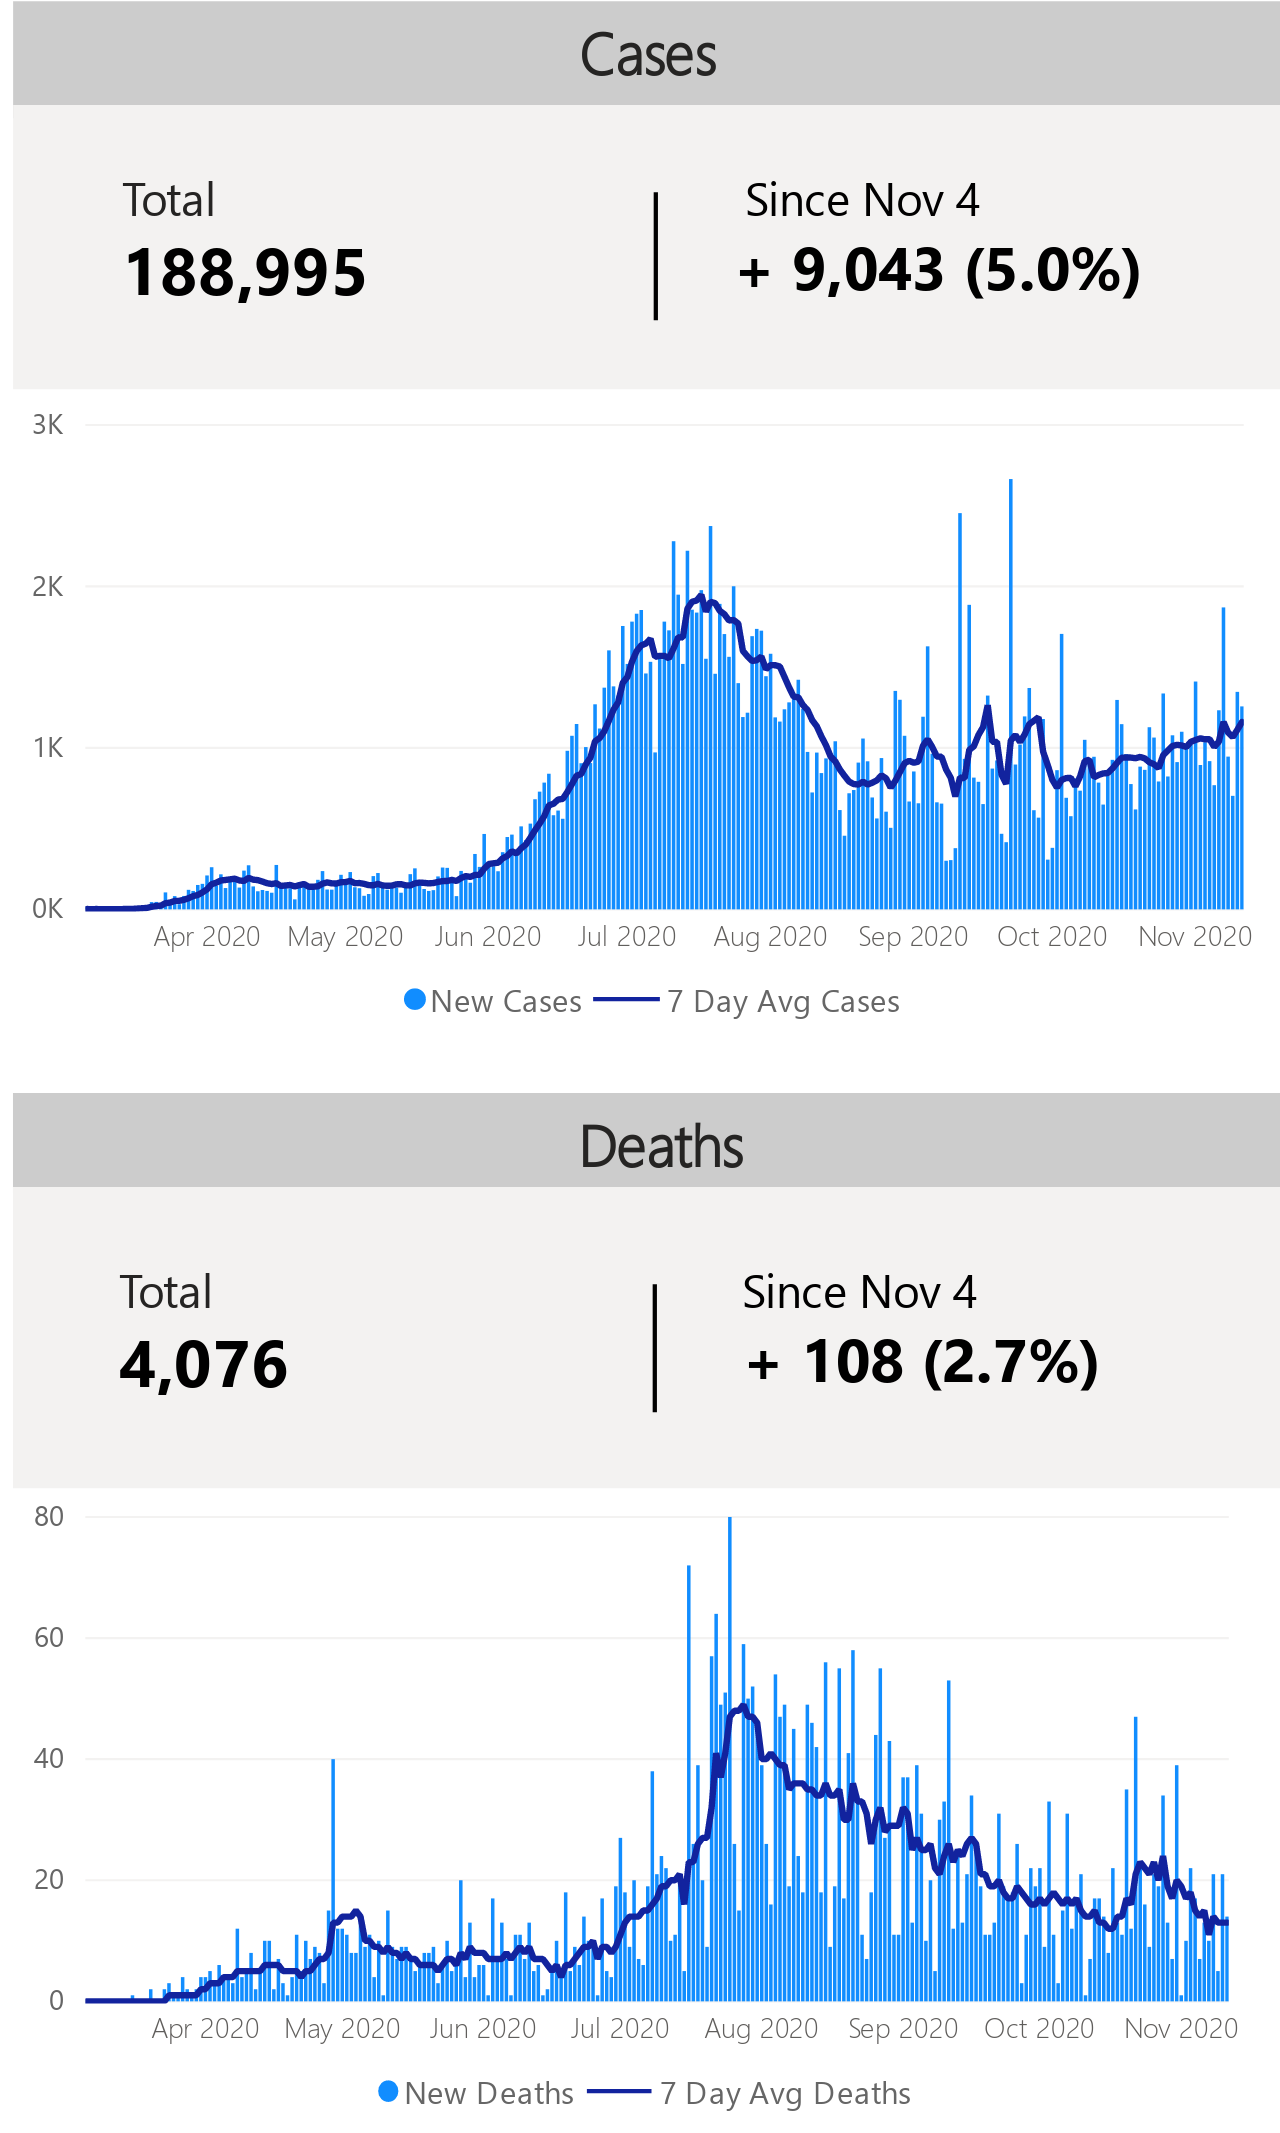 Cases
Total
Since Nov 4
188,995
+ 9,043 (5.0%)
3K
2K
1K
0K
Apr 2020 May 2020 Jun 2020 Jul 2020 Aug 2020 Sep 2020 Oct 2020 Nov 2020
New Cases 7 Day Avg Cases
Deaths
Total
Since Nov 4
4,076
+ 108 (2.7%)
80
60
40
20
0
Apr 2020 May 2020 Jun 2020 Jul 2020 Aug 2020 Sep 2020 Oct 2020 Nov 2020
New Deaths 7 Day Avg Deaths